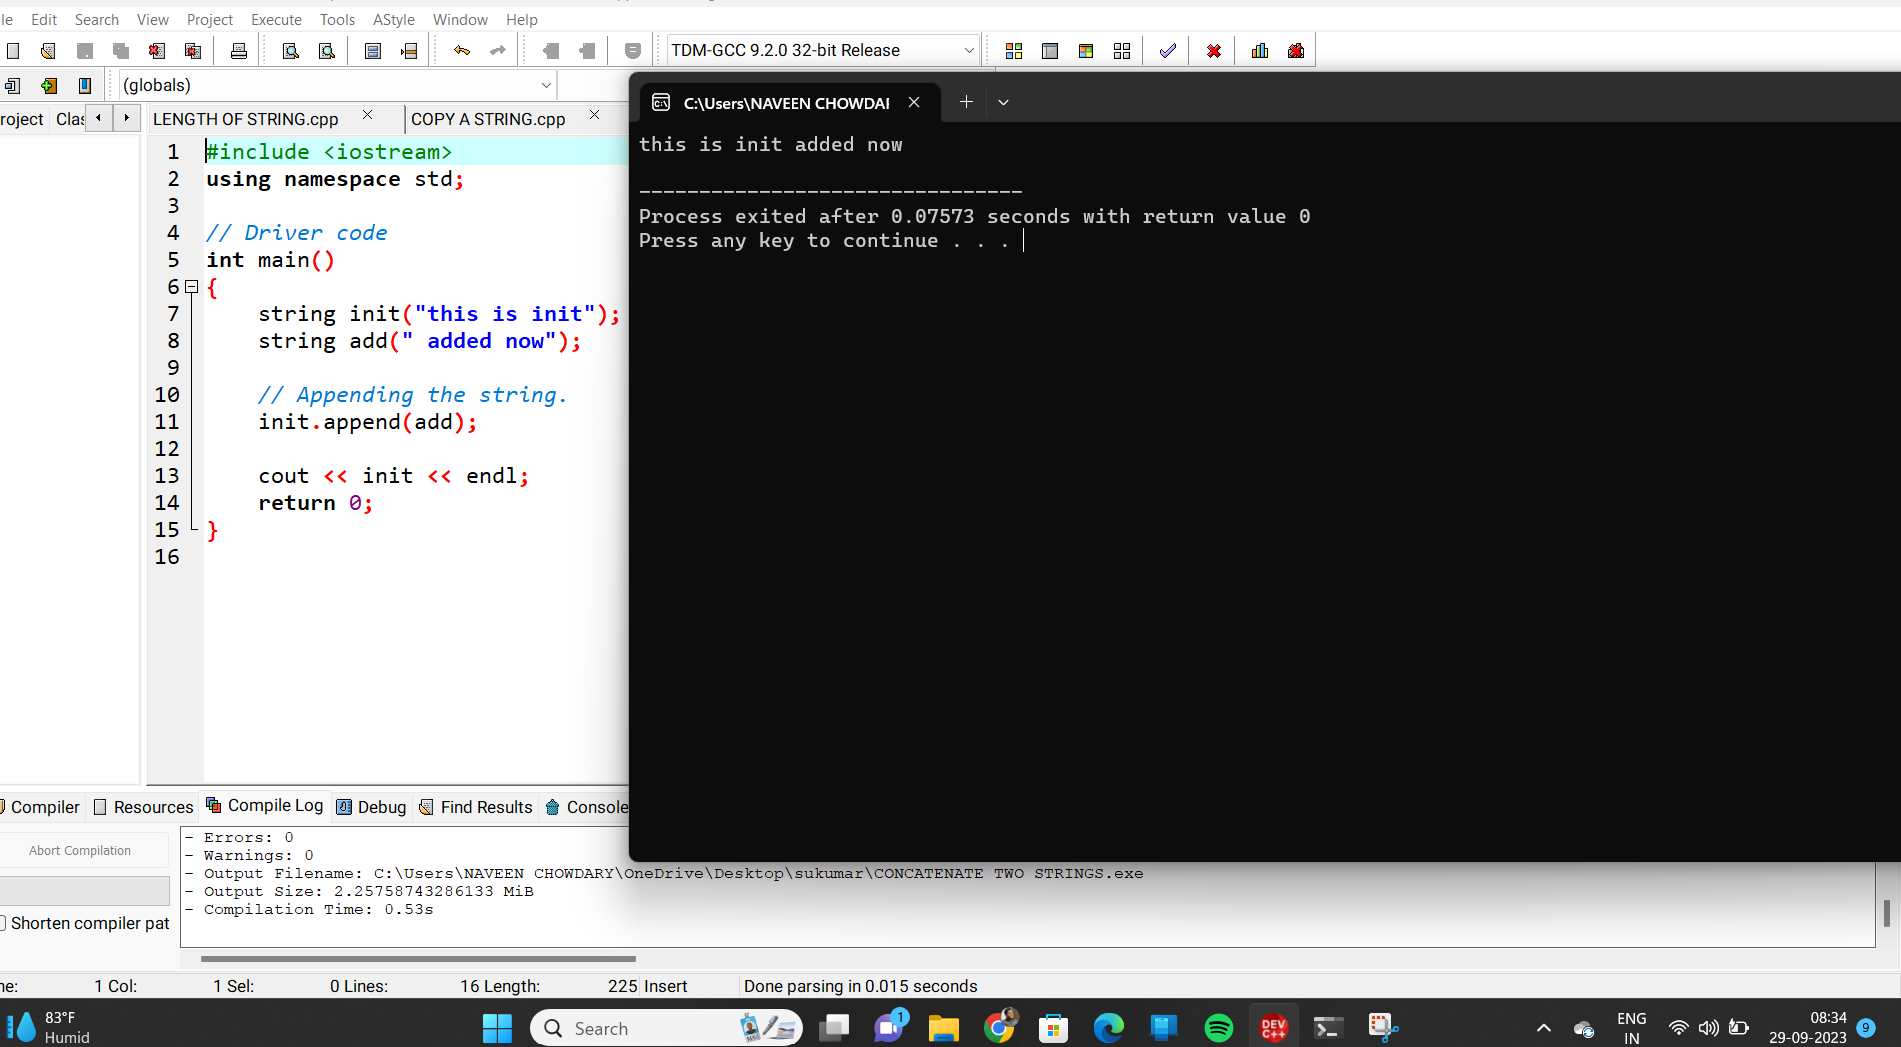 le Edit Search View Project Execute Tools AStyle Window Help
TDM-GCC 9.2.0 32-bit Release
(globals)
roject Clas
LENGTH OF STRING.cpp COPY A STRING.cpp
1 #include <iostream>
2 using namespace std;
3
4 // Driver code
5 int main()
6 {
7 string init("this is init");
8 string add(" added now");
9
10 // Appending the string.
11 init.append(add);
12
13 cout << init << endl;
14 return 0;
15 }
16
C:\Users\NAVEEN CHOWDAI
this is init added now
--------------------------------
Process exited after 0.07573 seconds with return value 0
Press any key to continue . . .
Compiler Resources Compile Log Debug Find Results Console
Abort Compilation
Shorten compiler pat
- Errors: 0
- Warnings: 0
- Output Filename: C:\Users\NAVEEN CHOWDARY\OneDrive\Desktop\sukumar\CONCATENATE TWO STRINGS.exe
- Output Size: 2.25758743286133 MiB
- Compilation Time: 0.53s
ne: 1 Col: 1 Sel: 0 Lines: 16 Length: 225 Insert Done parsing in 0.015 seconds
83°F
Humid
Search
1
DEV
C++
ENG
IN
08:34
29-09-2023
9